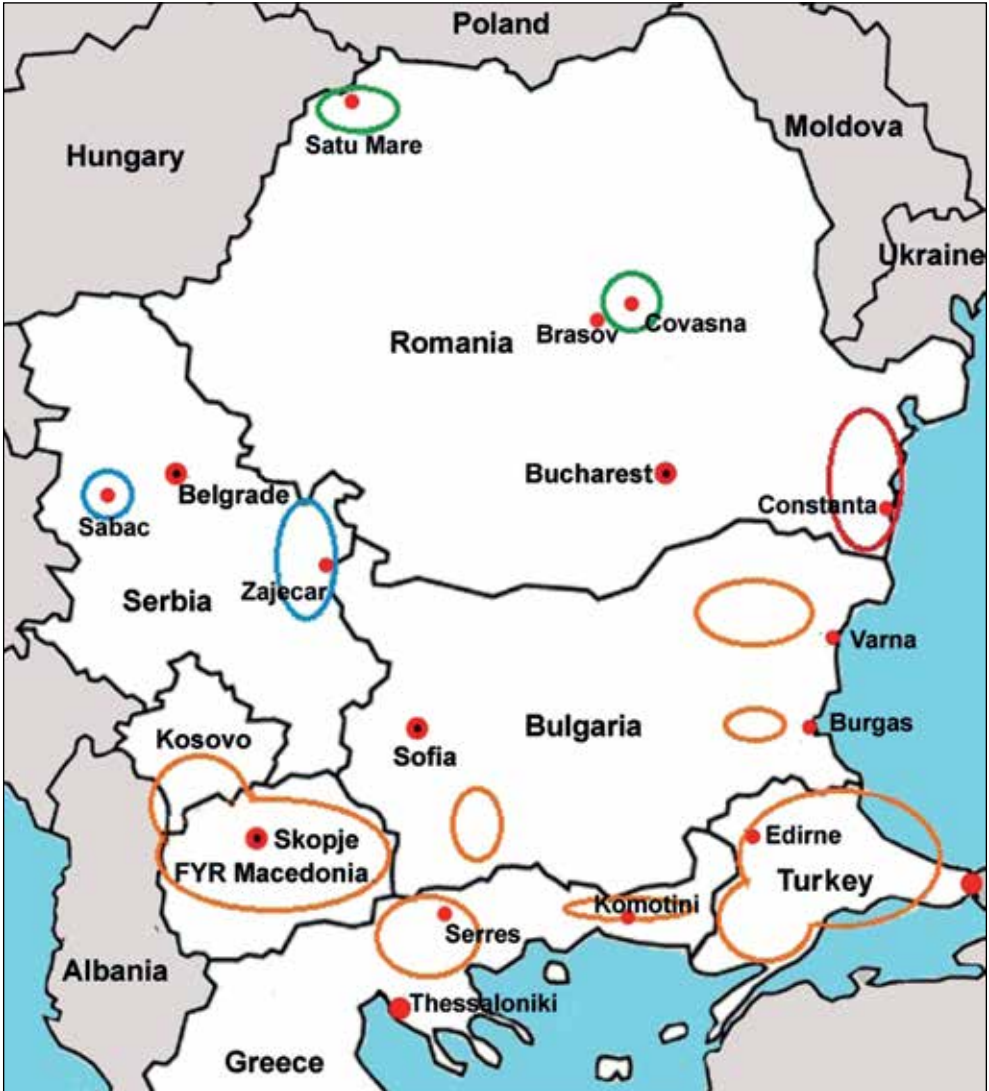 Poland
Moldova
Hungary
Satu Mare
Ukraine
Romania
Brasov
Covasna
Bucharest
Constanta
Belgrade
Sabac
Zajecar
Serbia
Varna
Bulgaria
Burgas
Kosovo
Sofia
Skopje
FYR Macedonia
Edirne
Turkey
Komotini
Serres
Albania
Thessaloniki
Greece